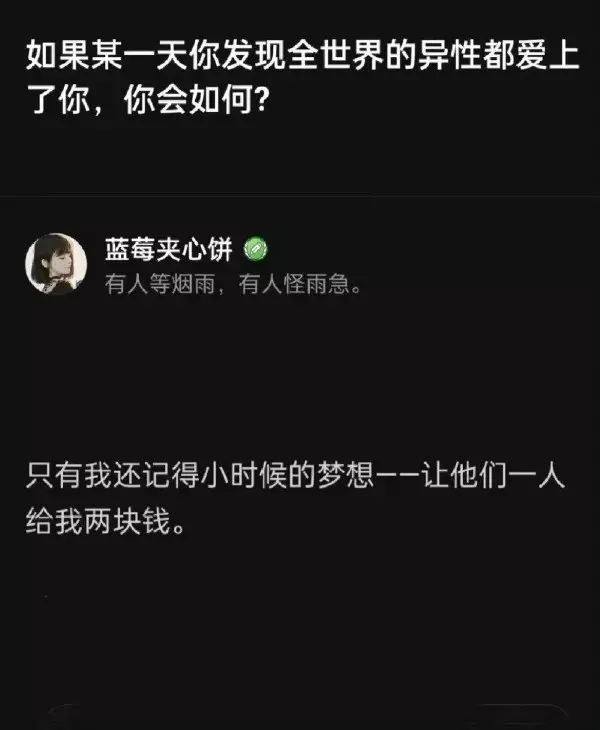 如果某一天你发现全世界的异性都爱上
了你，你会如何?
蓝莓夹心饼
有人等烟雨，有人怪雨急。
只有我还记得小时候的梦想——让他们一人
给我两块钱。